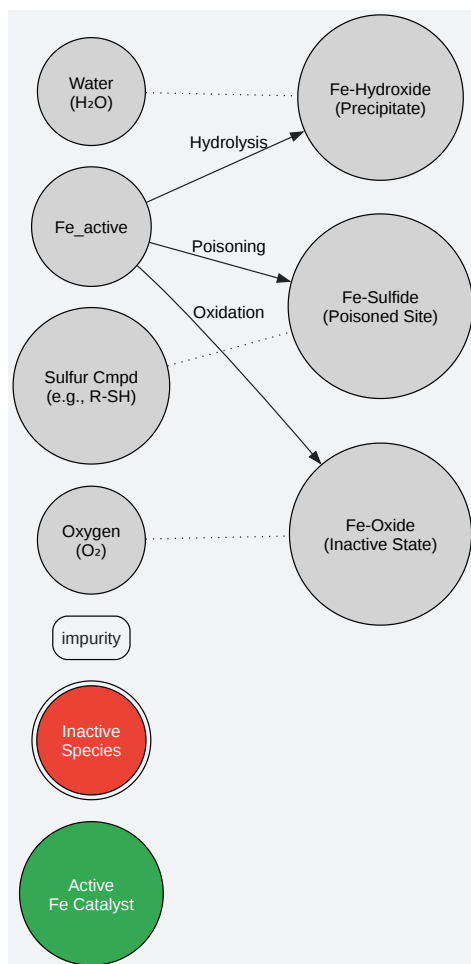 Water
(H₂O)
Fe-Hydroxide
(Precipitate)
Hydrolysis
Fe_active
Poisoning
Fe-Sulfide
(Poisoned Site)
Oxidation
Sulfur Cmpd
(e.g., R-SH)
Oxygen
(O₂)
Fe-Oxide
(Inactive State)
impurity
Inactive
Species
Active
Fe Catalyst